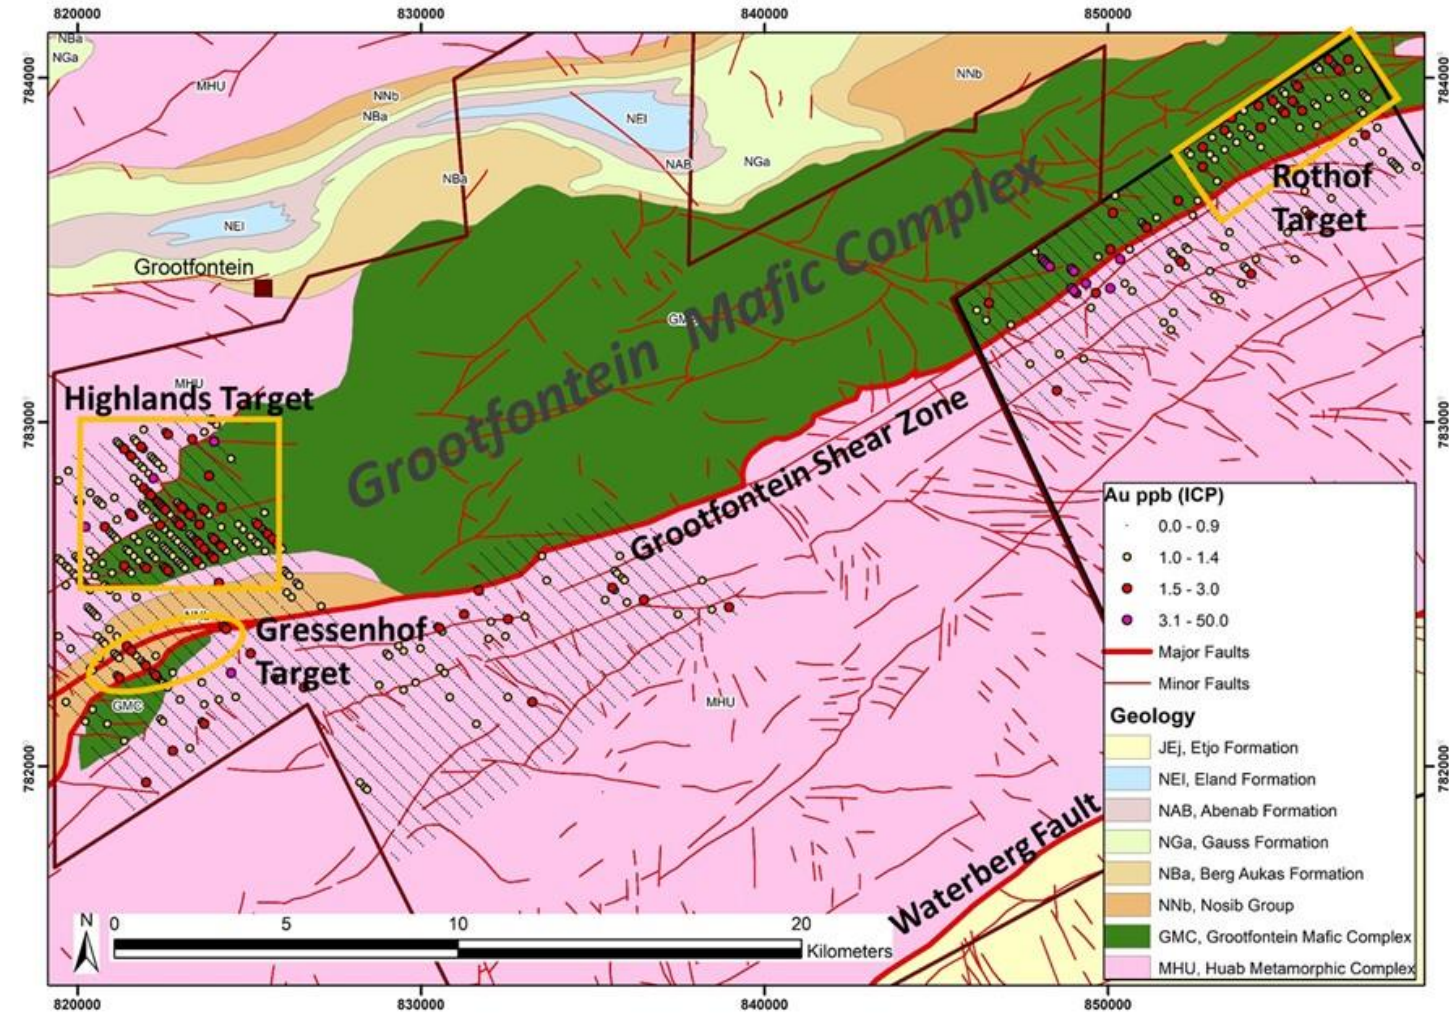 820000 830000 840000 850000
7840000
7840000
NBa
NGa
MHU
NNb
NBa
NEI
NAB
NGa
NNb
NBa
NEI
Grootfontein
Rothof
Target
Grootfontein Mafic Complex
MHU
Highlands Target
783000
783000
Grootfontein Shear Zone
Gressenhof
Target
GMC
MHU
782000
782000
Waterberg Fault
Au ppb (ICP)
0.0 - 0.9
1.0 - 1.4
1.5 - 3.0
3.1 - 50.0
Major Faults
Minor Faults
Geology
JEj, Etjo Formation
NEI, Eland Formation
NAB, Abenab Formation
NGa, Gauss Formation
NBa, Berg Aukas Formation
NNb, Nosib Group
GMC, Grootfontein Mafic Complex
MHU, Huab Metamorphic Complex
N
0 5 10 20
Kilometers
820000 830000 840000 850000